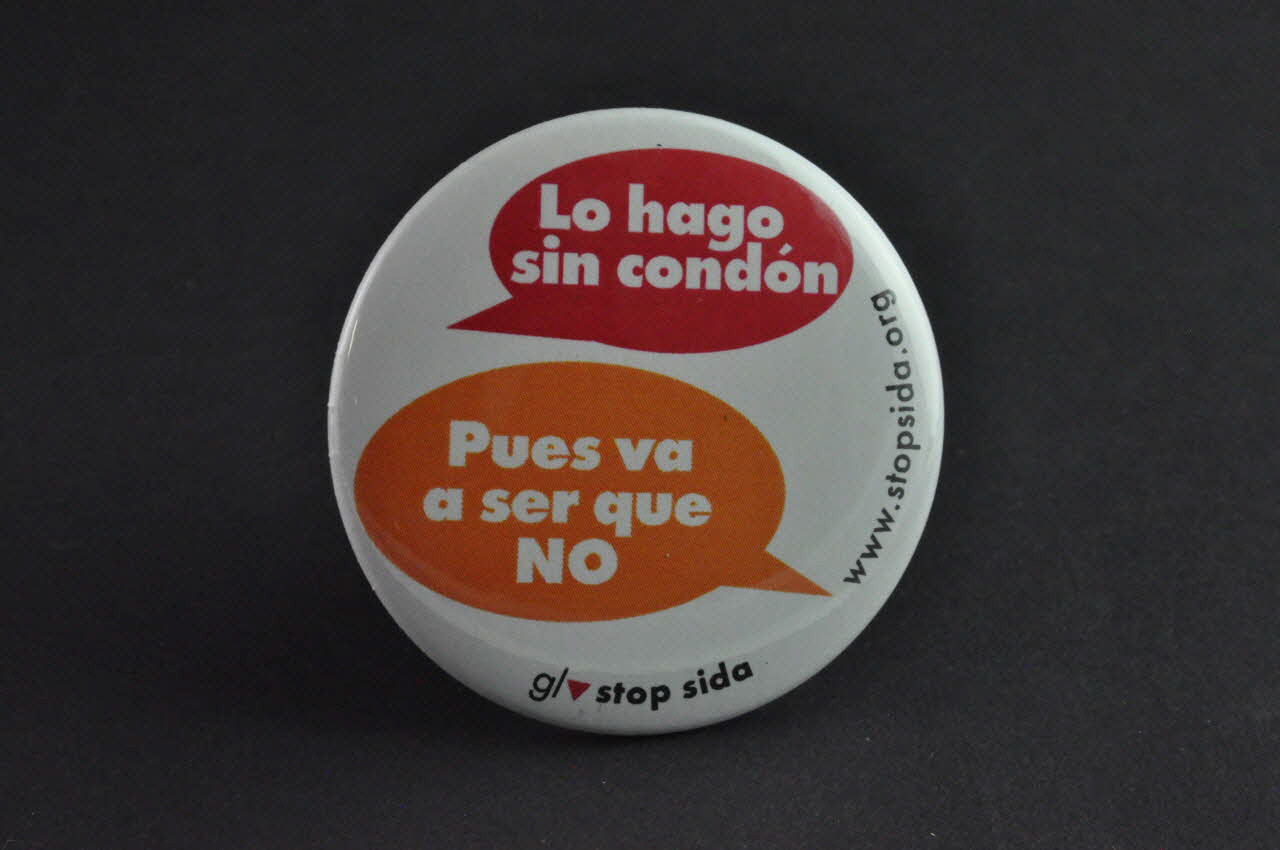 Lo hago
sin condón
Pues va
a ser que
NO
www.stopsida.org
g/ stop sida